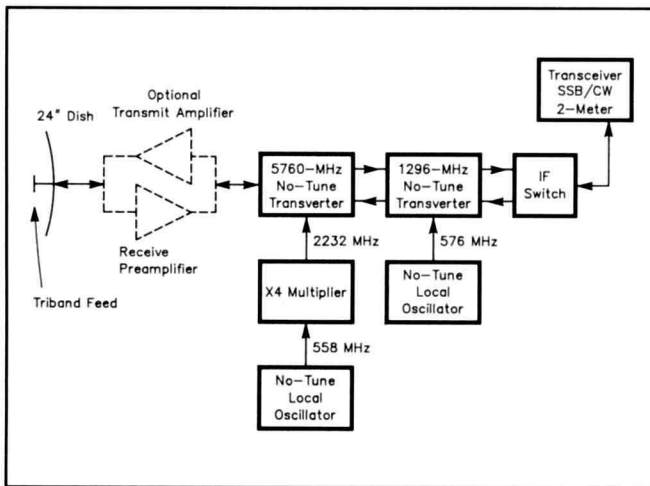 24" Dish
Optional
Transmit Amplifier
Receive
Preamplifier
Triband Feed
5760-MHz
No-Tune
Transverter
1296-MHz
No-Tune
Transverter
IF
Switch
Transceiver
SSB/CW
2-Meter
2232 MHz
576 MHz
X4 Multiplier
No-Tune
Local
Oscillator
558 MHz
No-Tune
Local
Oscillator